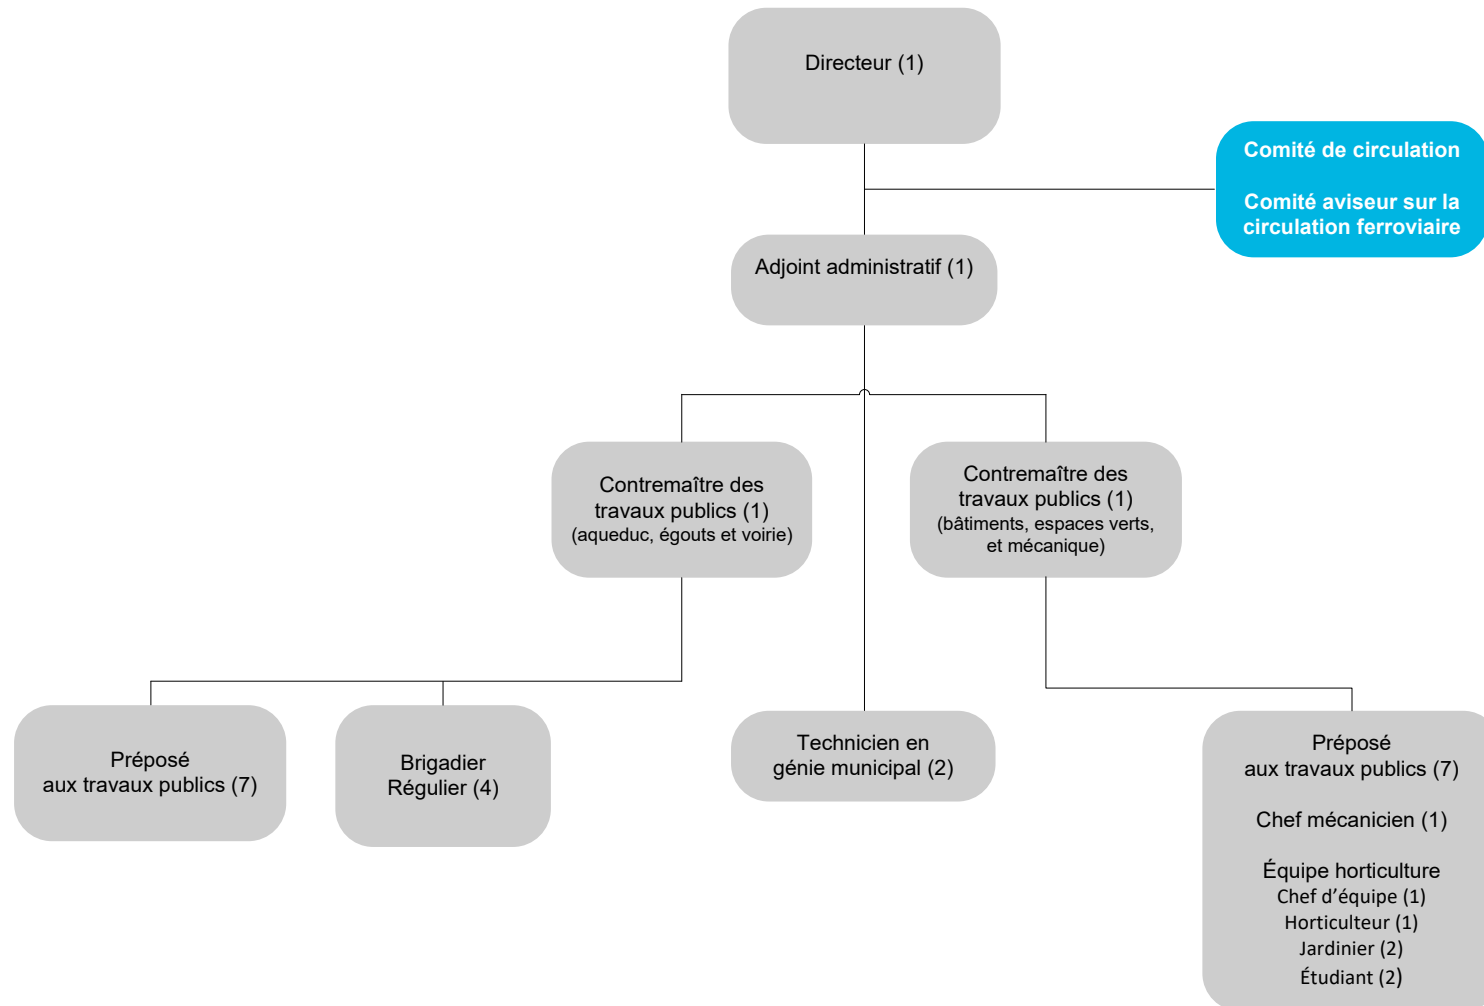 Directeur (1)
Comité de circulation
Comité aviseur sur la
circulation ferroviaire
Adjoint administratif (1)
Contremaître des
travaux publics (1)
(aqueduc, égouts et voirie)
Contremaître des
travaux publics (1)
(bâtiments, espaces verts,
et mécanique)
Préposé
aux travaux publics (7)
Brigadier
Régulier (4)
Technicien en
génie municipal (2)
Préposé
aux travaux publics (7)
Chef mécanicien (1)
Équipe horticulture
Chef d’équipe (1)
Horticulteur (1)
Jardinier (2)
Étudiant (2)